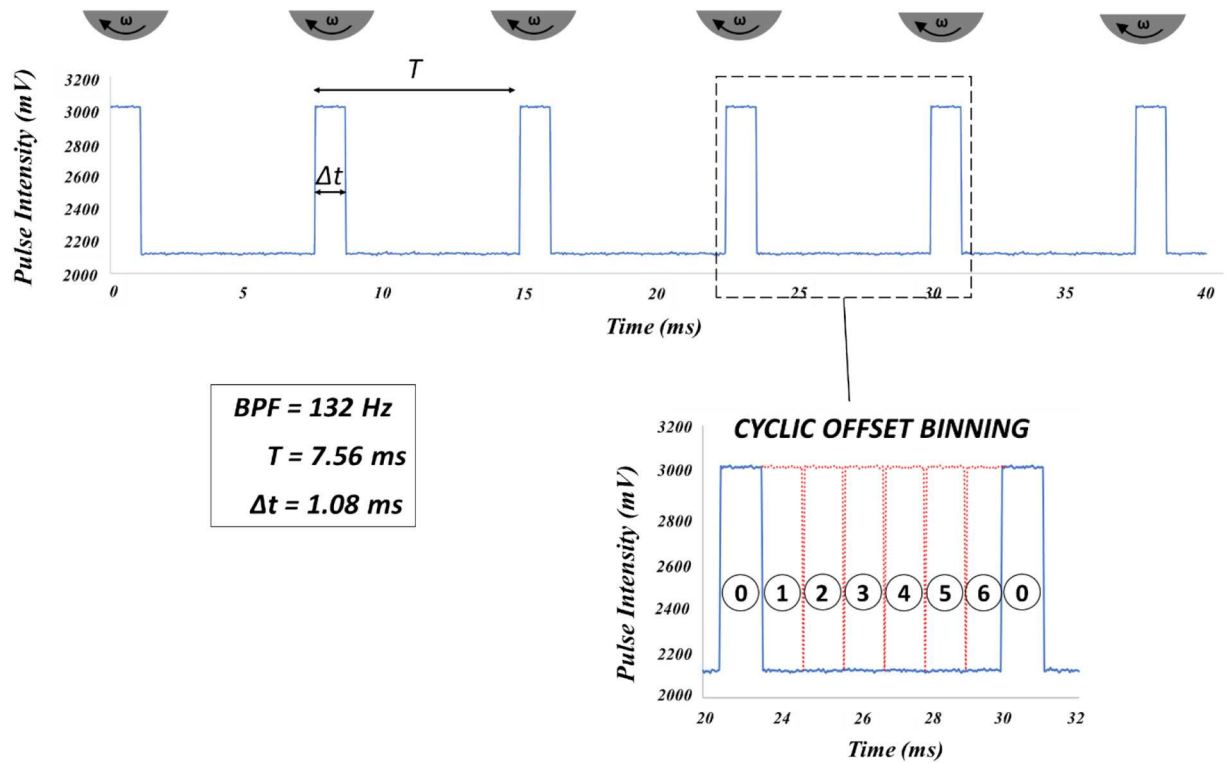 ω ω ω ω ω ω
T
Δt
Pulse Intensity (mV)
3200
3000
2800
2600
2400
2200
2000
0 5 10 15 20 25 30 35 40
Time (ms)
BPF = 132 Hz
T = 7.56 ms
Δt = 1.08 ms
CYCLIC OFFSET BINNING
Pulse Intensity (mV)
3200
3000
2800
2600
2400
2200
2000
0 1 2 3 4 5 6 0
20 24 26 28 30 32
Time (ms)